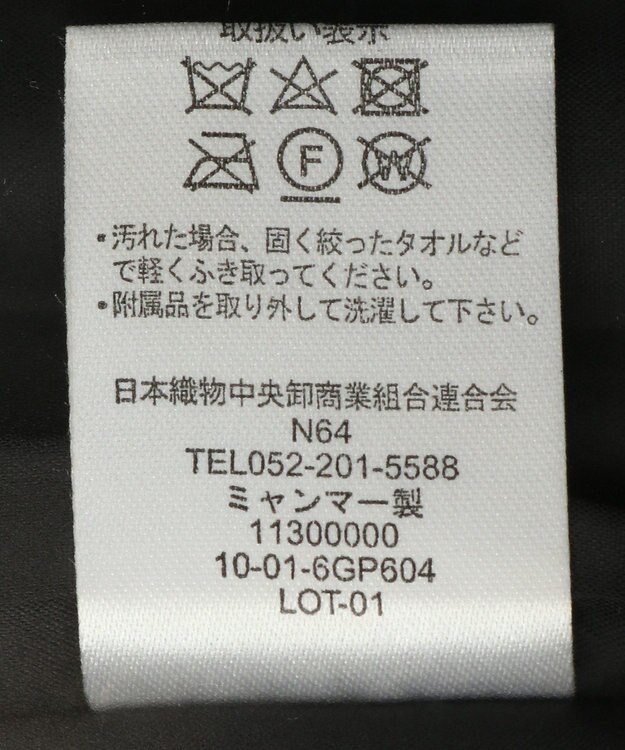 取扱い表示
F
W
・汚れた場合、固く絞ったタオルなど
で軽くふき取ってください。
・附属品を取り外して洗濯して下さい。
日本織物中央卸商業組合連合会
N64
TEL052-201-5588
ミャンマー製
11300000
10-01-6GP604
LOT-01